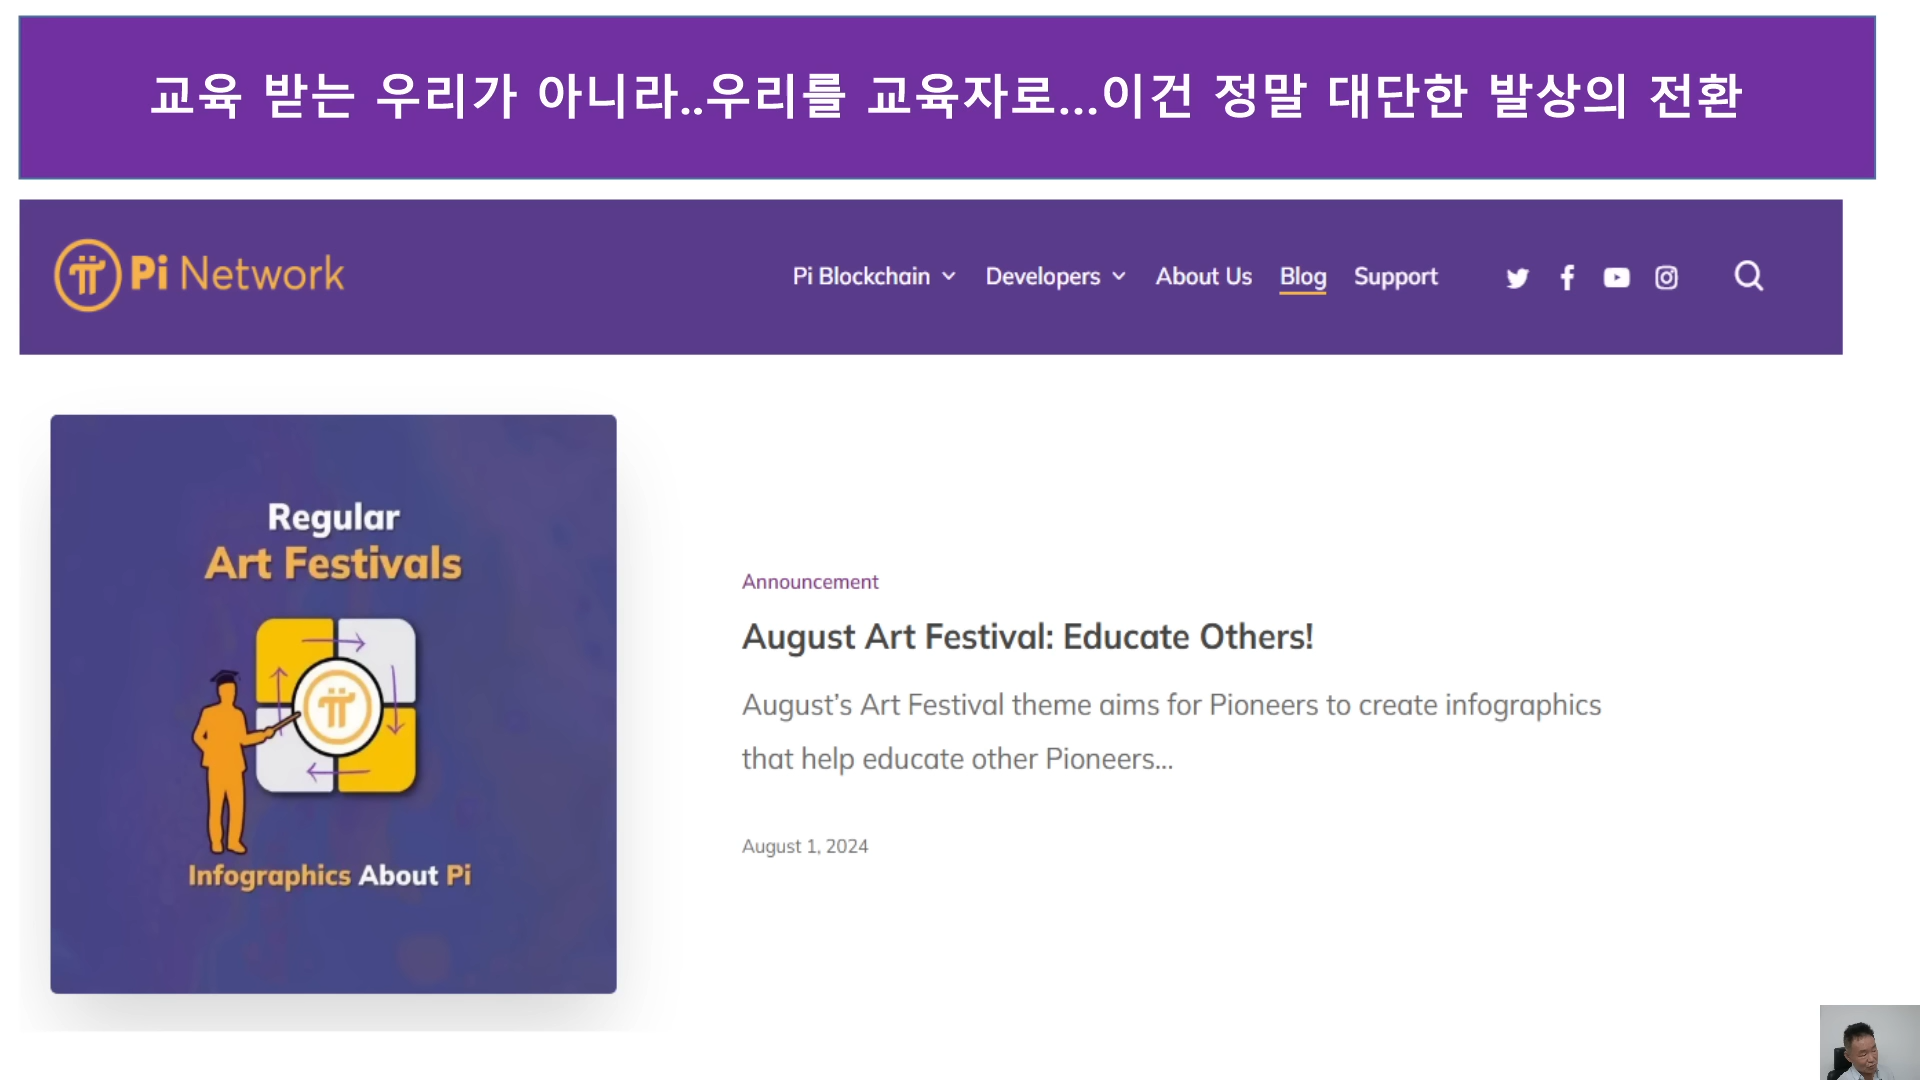 교육 받는 우리가 아니라..우리를 교육자로...이건 정말 대단한 발상의 전환
Pi Network
Pi Blockchain Developers About Us Blog Support
Regular
Art Festivals
Infographics About Pi
Announcement
August Art Festival: Educate Others!
August’s Art Festival theme aims for Pioneers to create infographics
that help educate other Pioneers...
August 1, 2024